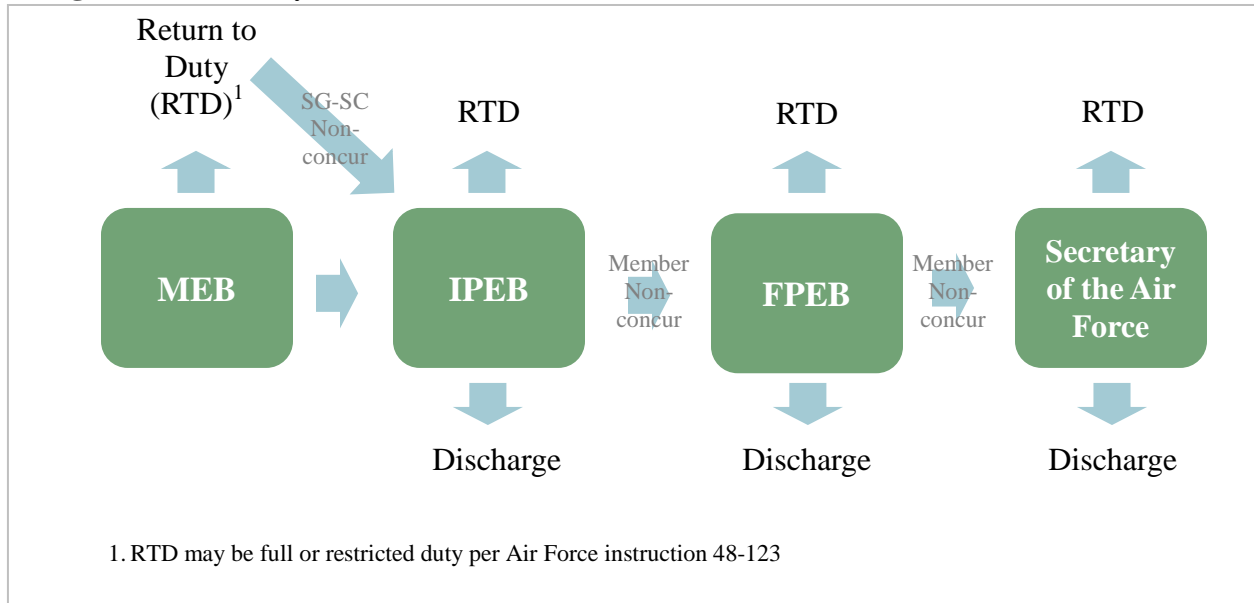 Return to
Duty
(RTD)1
SG-SC
Non-
concur
RTD
RTD
RTD
MEB
IPEB
Member
Non-
concur
FPEB
Member
Non-
concur
Secretary
of the Air
Force
Discharge
Discharge
Discharge
1. RTD may be full or restricted duty per Air Force instruction 48-123